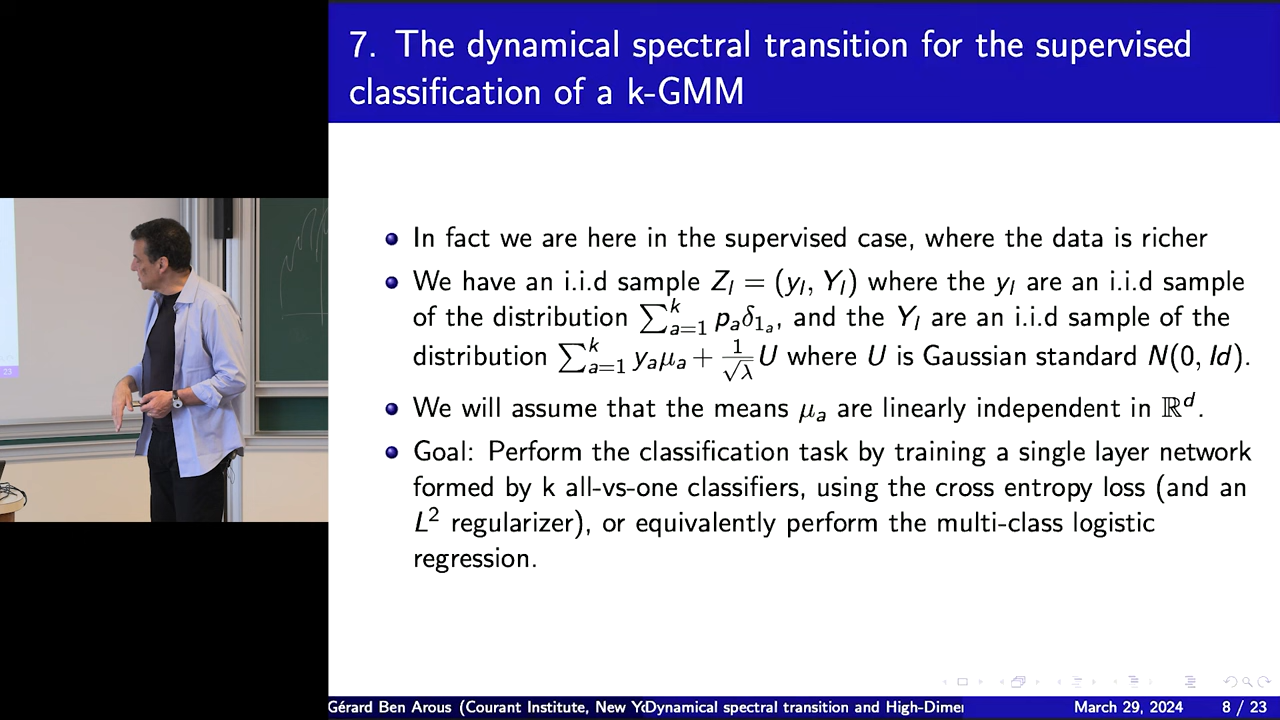 7. The dynamical spectral transition for the supervised
classification of a k-GMM
In fact we are here in the supervised case, where the data is richer
We have an i.i.d sample Z_l = (y_l, Y_l) where the y_l are an i.i.d sample
of the distribution ∑_{a=1}^k p_a δ_{1_a}, and the Y_l are an i.i.d sample of the
distribution ∑_{a=1}^k y_a μ_a + 1/√λ U where U is Gaussian standard N(0, Id).
We will assume that the means μ_a are linearly independent in ℝ^d.
Goal: Perform the classification task by training a single layer network
formed by k all-vs-one classifiers, using the cross entropy loss (and an
L² regularizer), or equivalently perform the multi-class logistic
regression.
23
Gérard Ben Arous (Courant Institute, New Yo
Dynamical spectral transition and High-Dimen
March 29, 2024
8 / 23